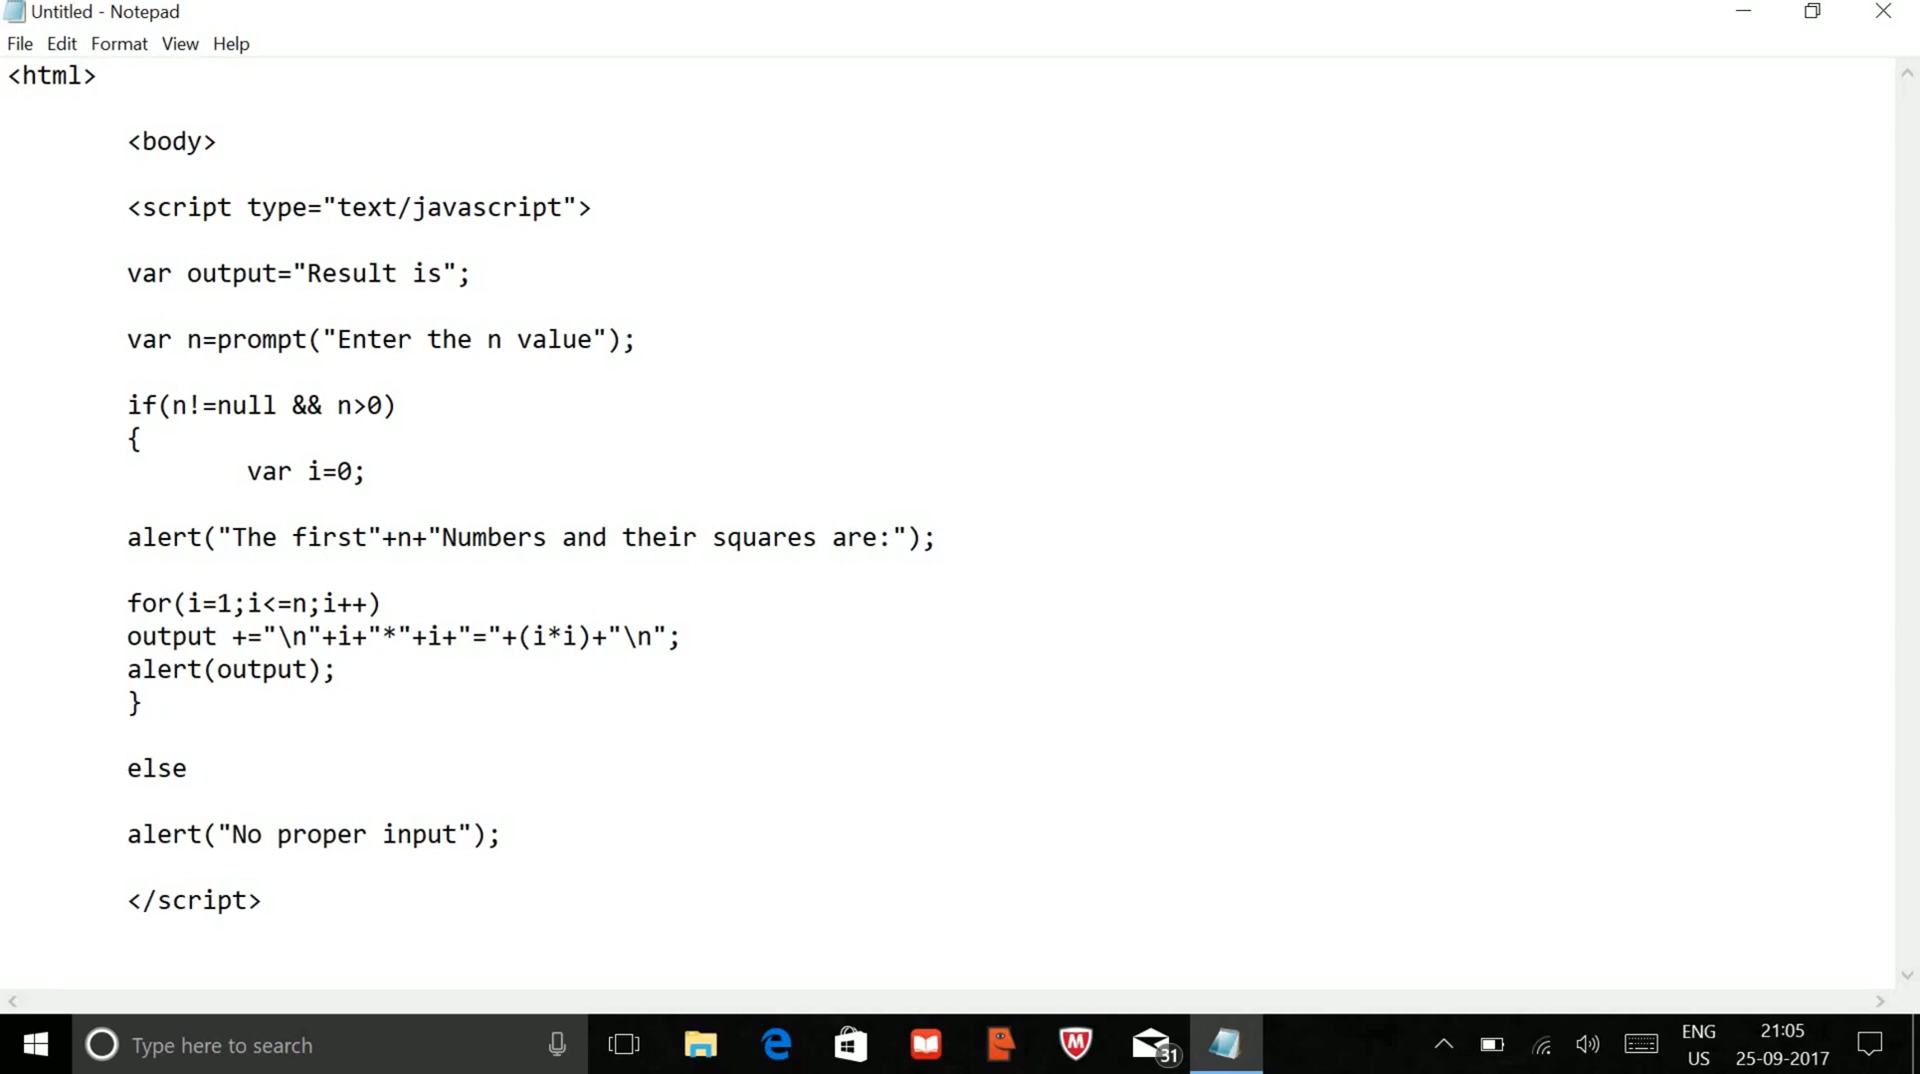 Untitled - Notepad
File Edit Format View Help
<html>
<body>
<script type="text/javascript">
var output="Result is";
var n=prompt("Enter the n value");
if(n!=null && n>0)
{
var i=0;
alert("The first"+n+"Numbers and their squares are:");
for(i=1;i<=n;i++)
output +="\n"+i+"*"+i+"="+(i*i)+"\n";
alert(output);
}
else
alert("No proper input");
</script>
Type here to search
31
ENG
US
21:05
25-09-2017